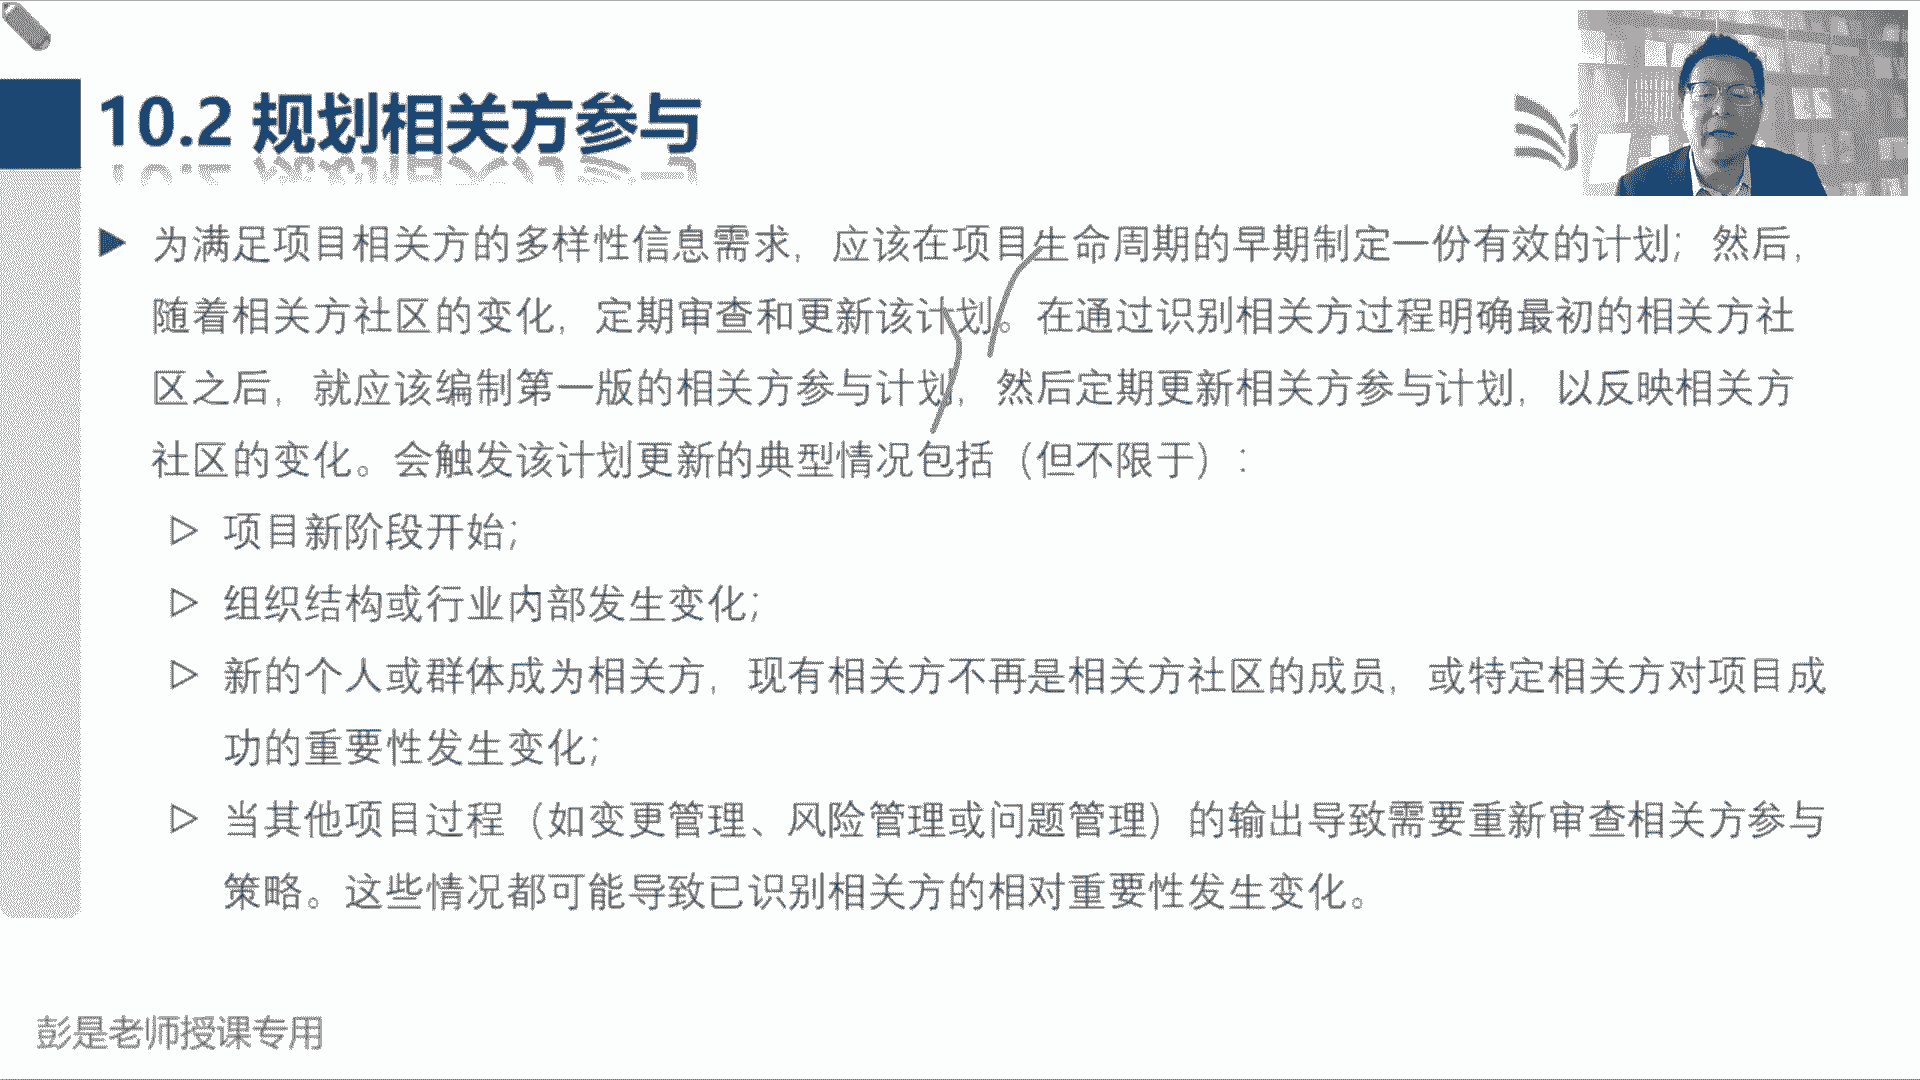 10.2 规划相关方参与
为满足项目相关方的多样性信息需求，应该在项目生命周期的早期制定一份有效的计划；然后，
随着相关方社区的变化，定期审查和更新该计划。在通过识别相关方过程明确最初的相关方社
区之后，就应该编制第一版的相关方参与计划，然后定期更新相关方参与计划，以反映相关方
社区的变化。会触发该计划更新的典型情况包括（但不限于）：
项目新阶段开始；
组织结构或行业内部发生变化；
新的个人或群体成为相关方，现有相关方不再是相关方社区的成员，或特定相关方对项目成
功的重要性发生变化；
当其他项目过程（如变更管理、风险管理或问题管理）的输出导致需要重新审查相关方参与
策略。这些情况都可能导致已识别相关方的相对重要性发生变化。
彭是老师授课专用